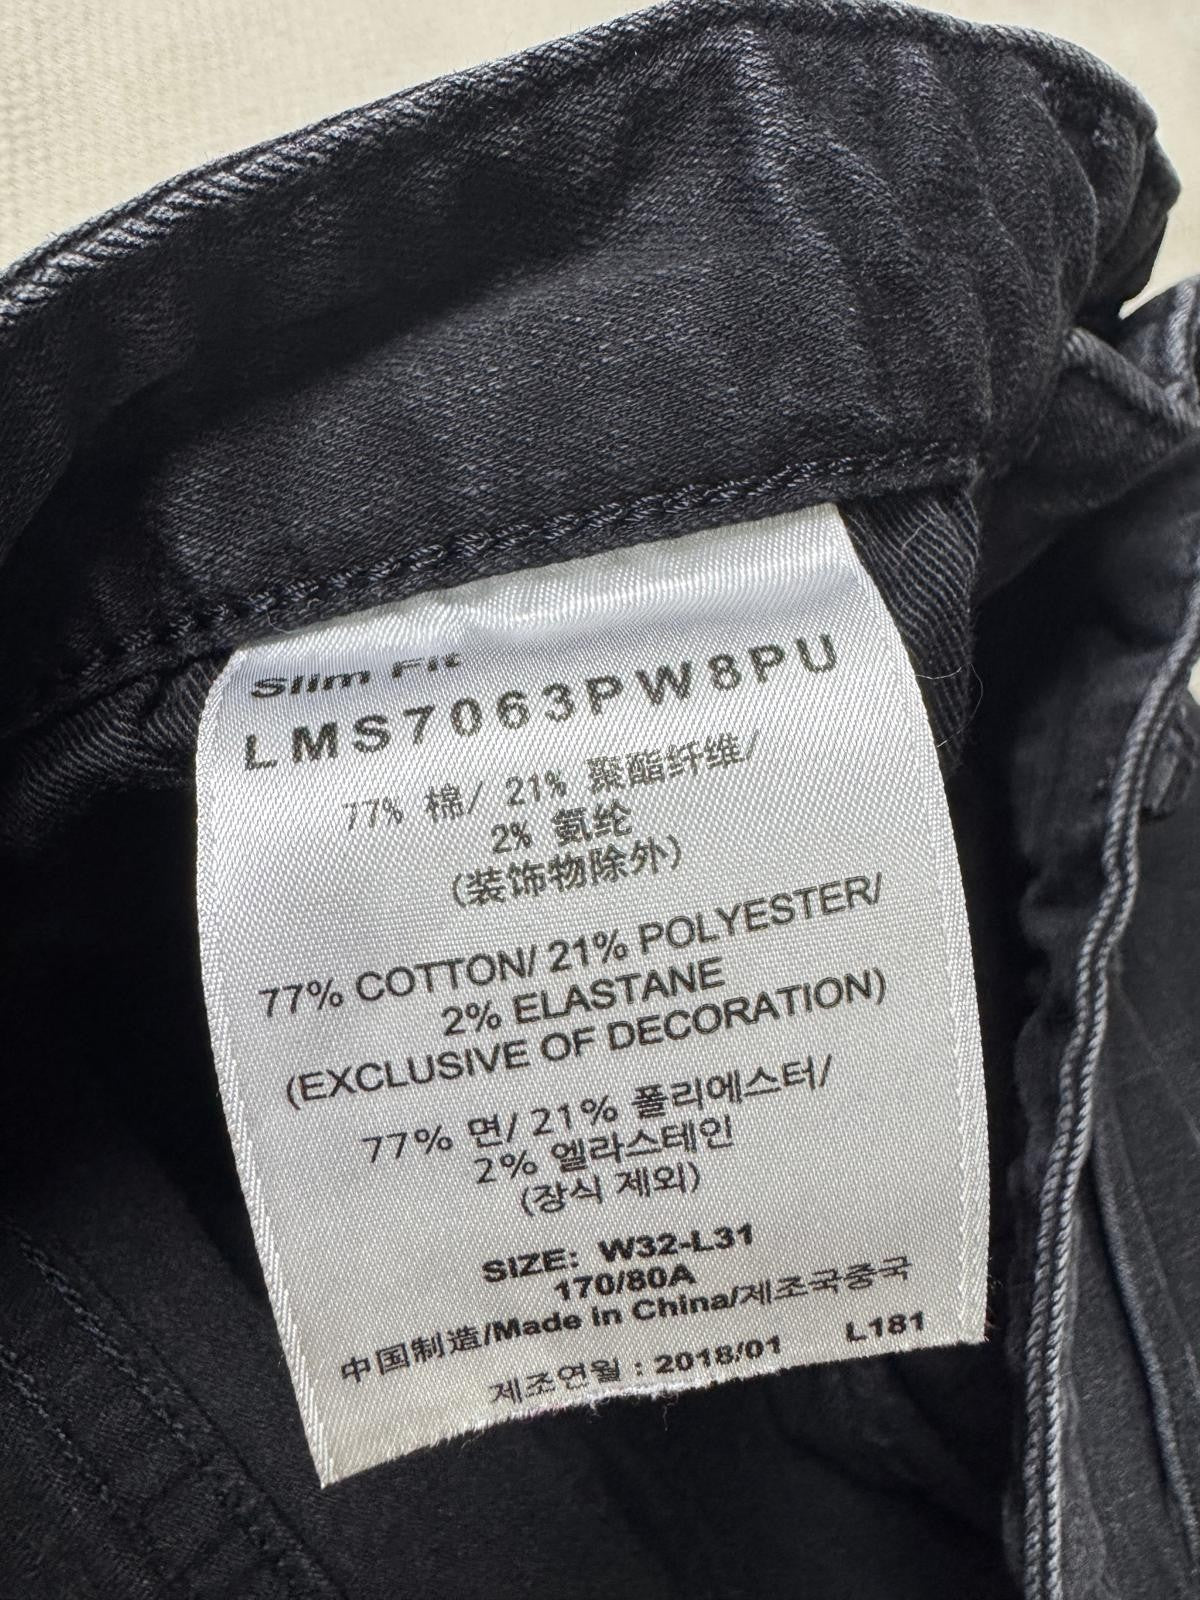 Slim Fit
LMS7063PW8PU
77% 棉/ 21% 聚酯纤维/
2% 氨纶
(装饰物除外)
77% COTTON/ 21% POLYESTER/
2% ELASTANE
(EXCLUSIVE OF DECORATION)
77% 면/ 21% 폴리에스터/
2% 엘라스테인
(장식 제외)
SIZE: W32-L31
170/80A
中国制造/Made in China/제조국중국
제조연월 : 2018/01 L181